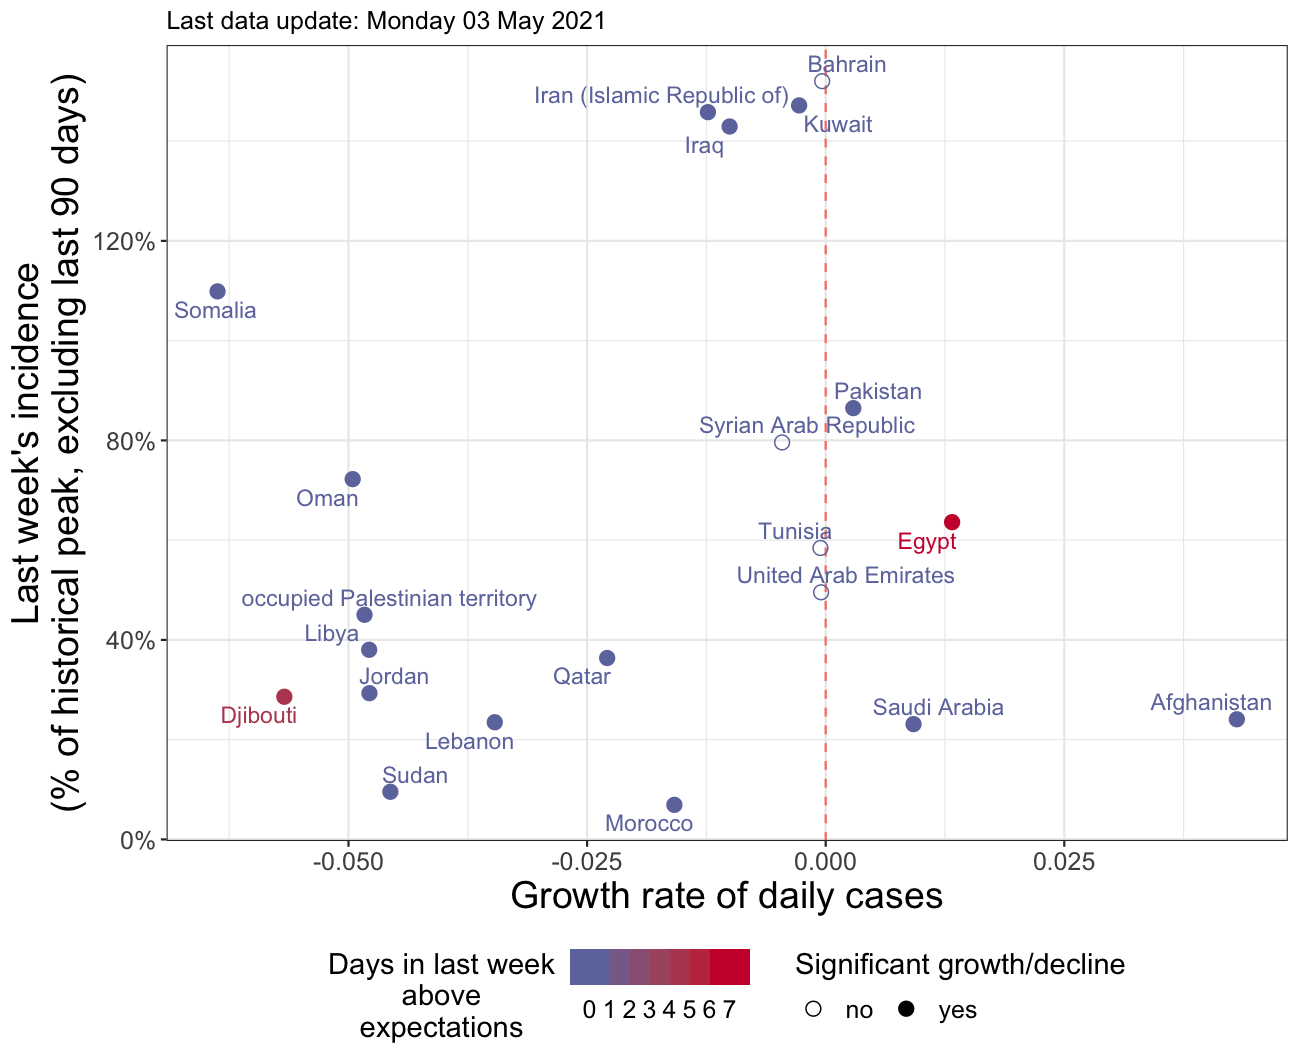 Last data update: Monday 03 May 2021
Last week's incidence
(% of historical peak, excluding last 90 days)
120%
80%
40%
0%
Bahrain
Iran (Islamic Republic of)
Kuwait
Iraq
Somalia
Pakistan
Syrian Arab Republic
Oman
Tunisia
Egypt
United Arab Emirates
occupied Palestinian territory
Libya
Jordan
Qatar
Djibouti
Saudi Arabia
Afghanistan
Lebanon
Sudan
Morocco
-0.050
-0.025
0.000
0.025
Growth rate of daily cases
Days in last week
above
expectations
0 1 2 3 4 5 6 7
Significant growth/decline
no
yes